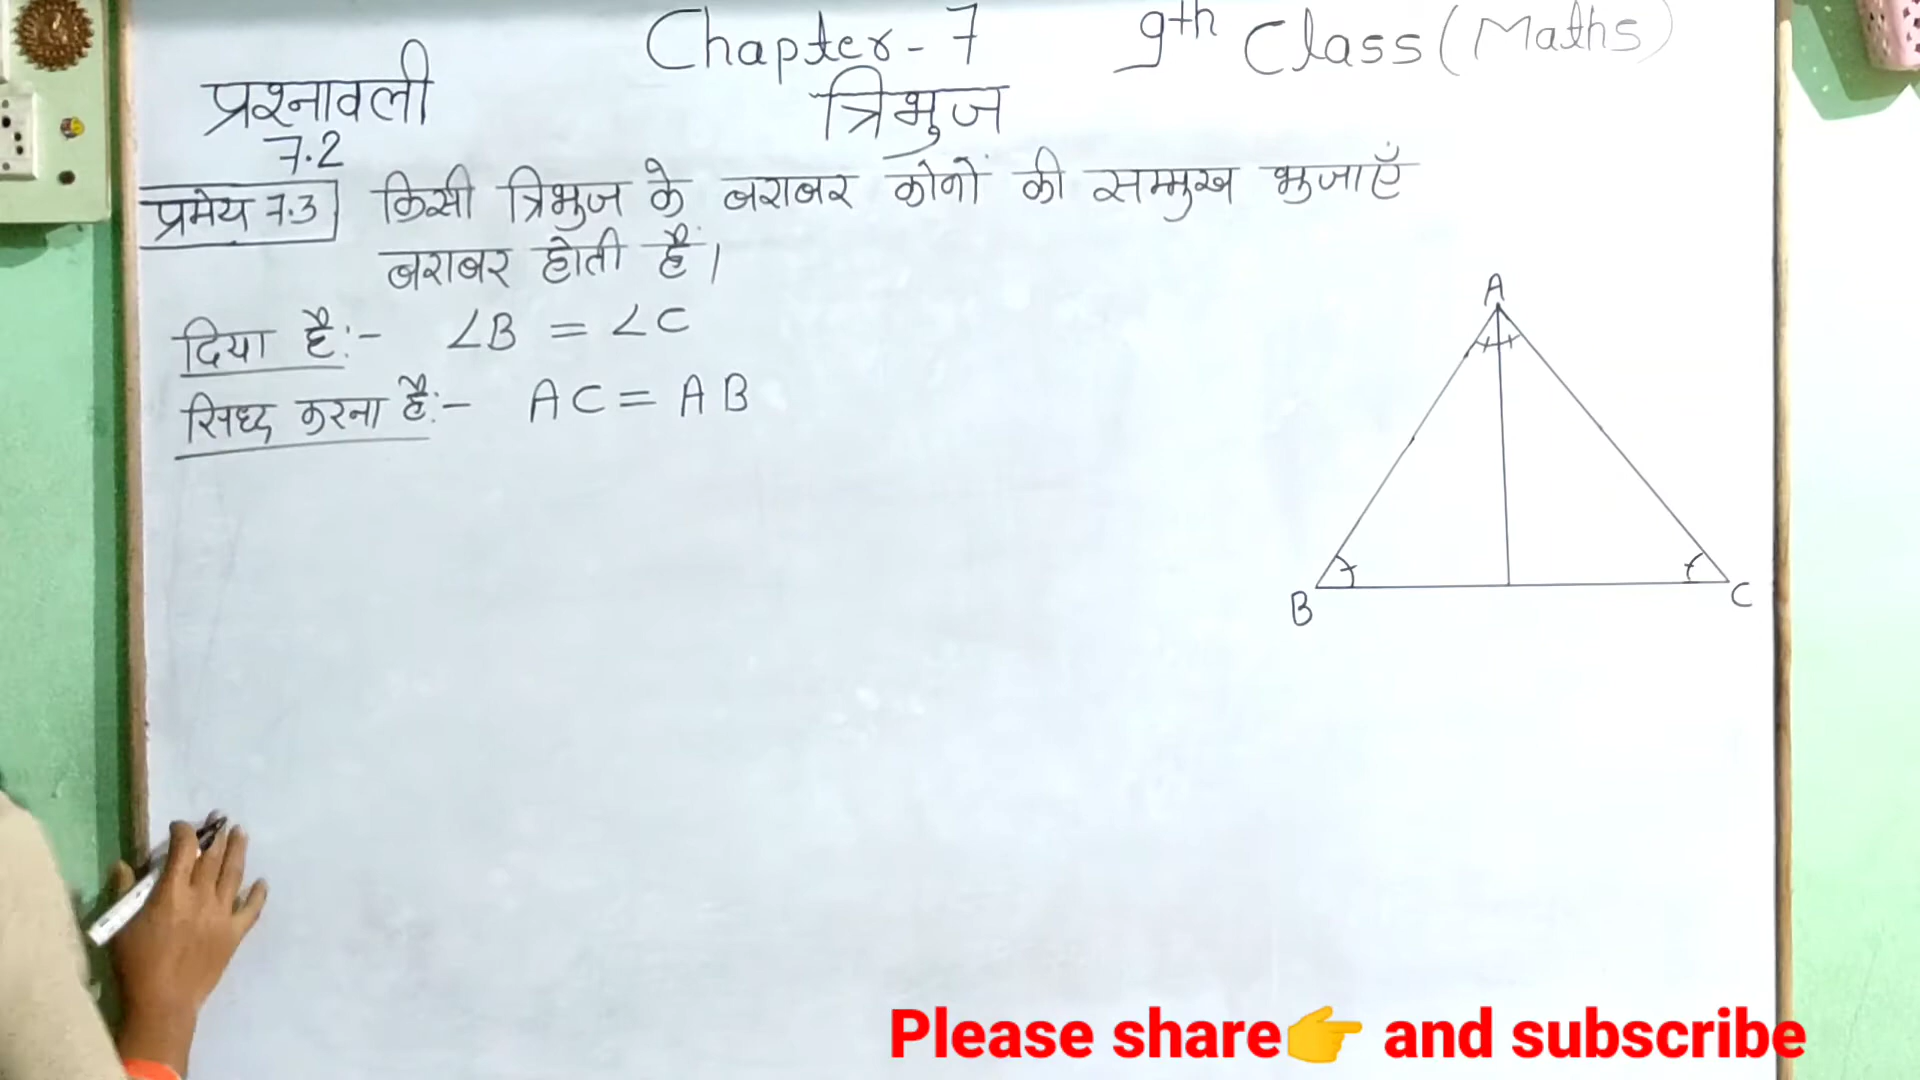 Chapter - 7 9th Class (Maths)
प्रश्नावली त्रिभुज
7.2
प्रमेय 7.3 किसी त्रिभुज के बराबर कोनों की सम्मुख भुजाएँ
बराबर होती हैं।
दिया है:- ∠B = ∠C
सिध्द करना है:- AC = AB
A
B
C
Please share👉 and subscribe